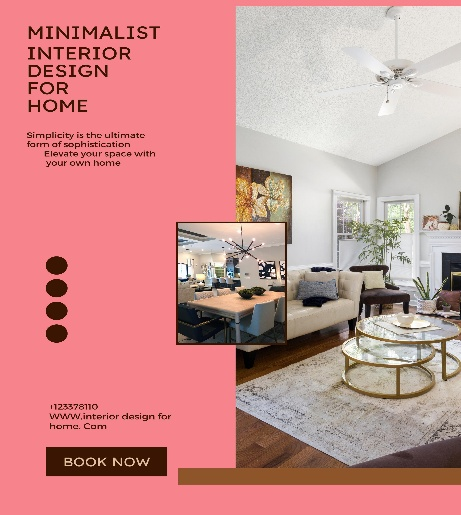 MINIMALIST
INTERIOR
DESIGN
FOR
HOME
Simplicity is the ultimate
form of sophistication
Elevate your space with
your own home
+123378110
WWW.interior design for
home. Com
BOOK NOW